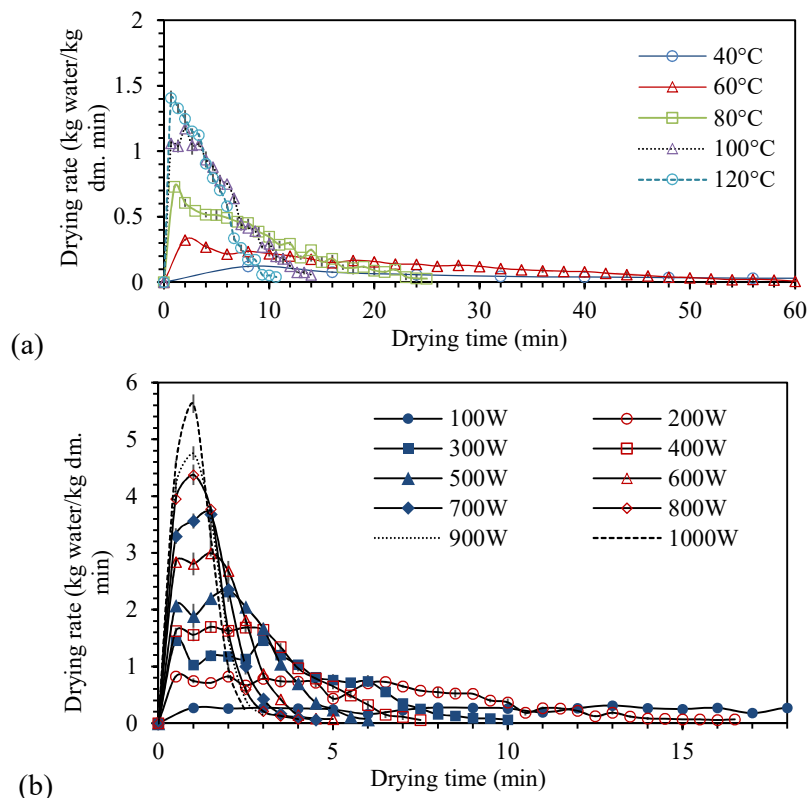 2
1.5
1
0.5
0
0 10 20 30 40 50 60
Drying rate (kg water/kg
dm. min)
40°C
60°C
80°C
100°C
120°C
Drying time (min)
(a)
6
5
4
3
2
1
0
0 5 10 15
Drying rate (kg water/kg dm.
min)
100W 200W
300W 400W
500W 600W
700W 800W
900W 1000W
Drying time (min)
(b)